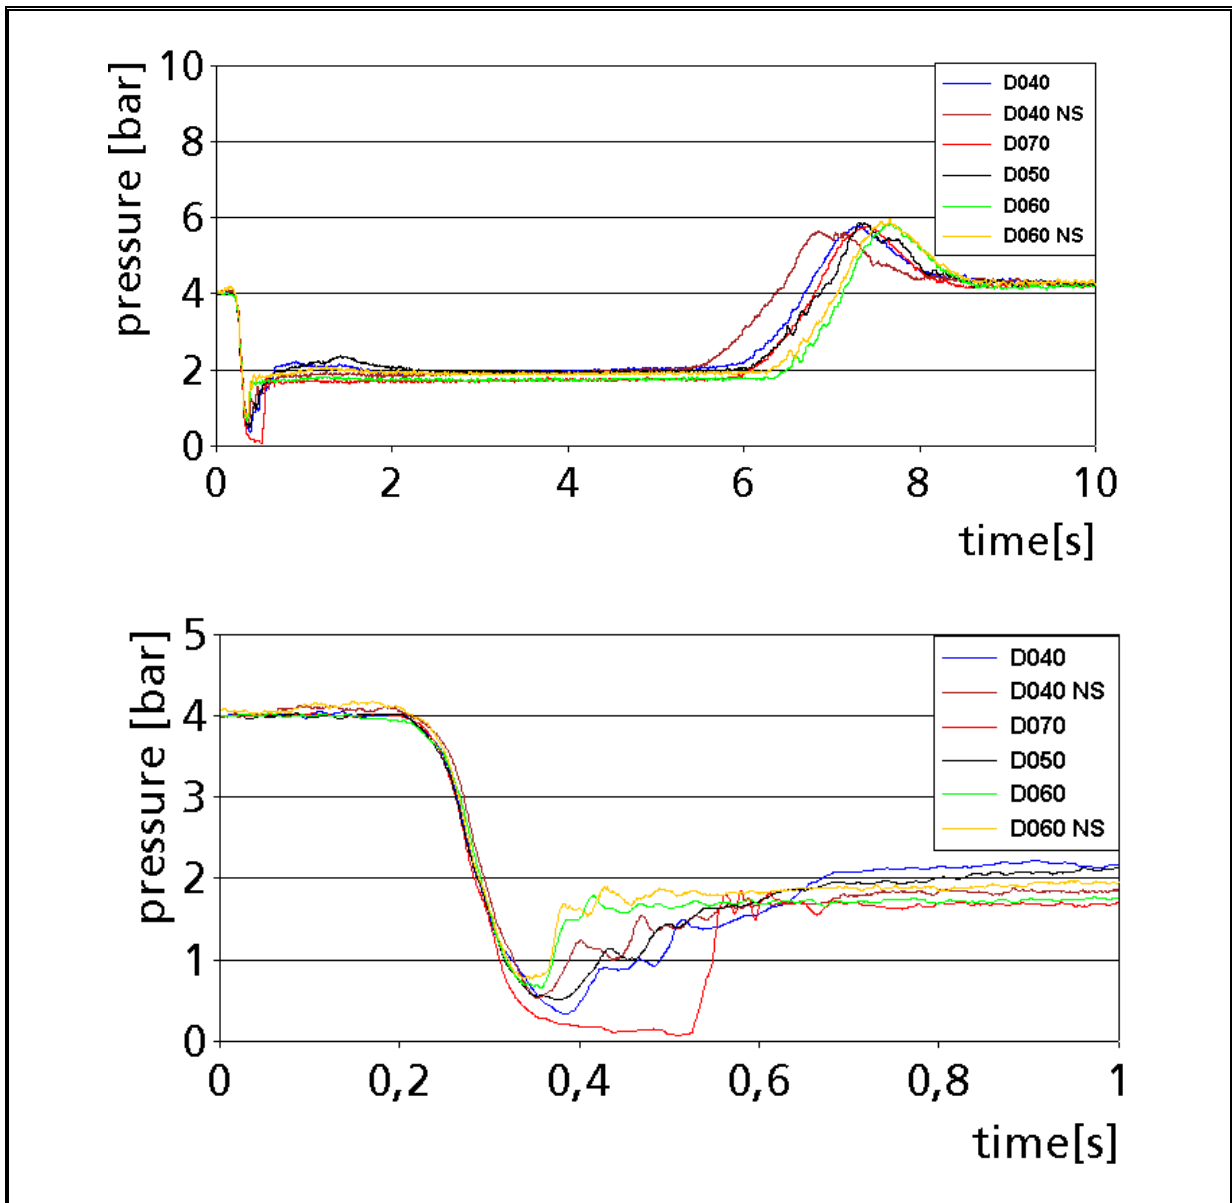 pressure [bar]
10
8
6
4
2
0
0 2 4 6 8 10
time[s]
D040
D040 NS
D070
D050
D060
D060 NS
pressure [bar]
5
4
3
2
1
0
0 0,2 0,4 0,6 0,8 1
time[s]
D040
D040 NS
D070
D050
D060
D060 NS